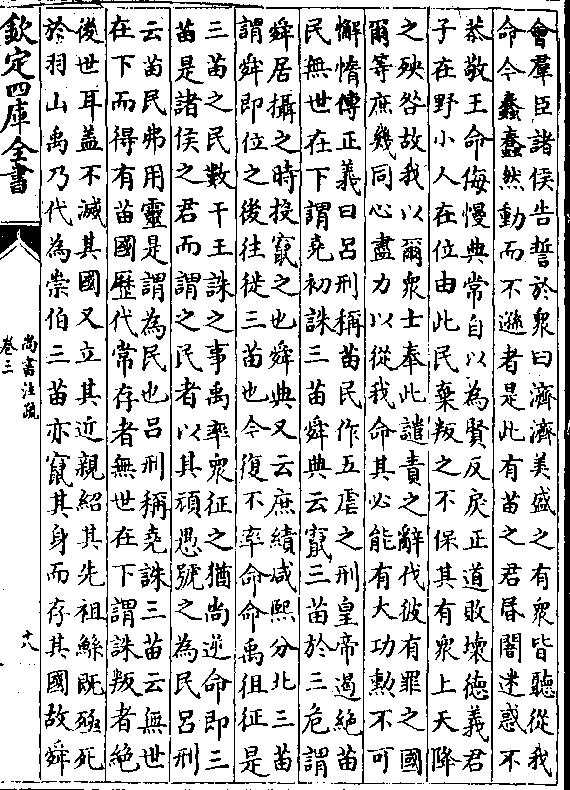 會羣臣諸侯告誓於衆曰濟濟美盛之有衆皆聽從我
命令蠢蠢然動而不遜者是此有苗之君昏闇迷惑不
恭敬王命侮慢典常自以為賢反戾正道敗壞德義君
子在野小人在位由此民棄叛之不保其有衆上天降
之殃咎故我以爾衆士奉此譴責之辭伐彼有罪之國
爾等庶幾同心盡力以從我命其必能有大功勲不可
懈惰傳正義曰呂刑稱苗民作五虐之刑皇帝遏絶苗
民無世在下謂堯初誅三苗舜典云竄三苗於三危謂
舜居攝之時投竄之也舜典又云庶績咸熙分北三苗
謂舜即位之後往徙三苗也今復不率命命禹徂征是
三苗之民數干王誅之事禹率衆征之猶尚逆命即三
苗是諸侯之君而謂之民者以其頑愚號之為民呂刑
云苗民弗用靈是謂為民也呂刑稱堯誅三苗云無世
在下而得有苗國歷代常存者無世在下謂誅叛者絶
後世耳盖不滅其國又立其近親紹其先祖鯀既殛死
於羽山禹乃代為崇伯三苗亦竄其身而存其國故舜
欽定四庫全書
尚書注疏
卷三
十八